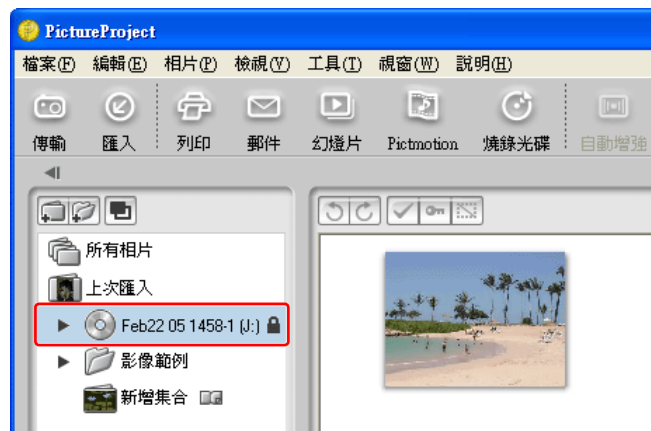 PictureProject
檔案(F) 編輯(E) 相片(P) 檢視(V) 工具(T) 視窗(W) 說明(H)
傳輸 匯入 列印 郵件 幻燈片 Pictmotion 燒錄光碟 自動增強
所有相片
上次匯入
Feb22 05 1458-1 (J:)
影像範例
新增集合